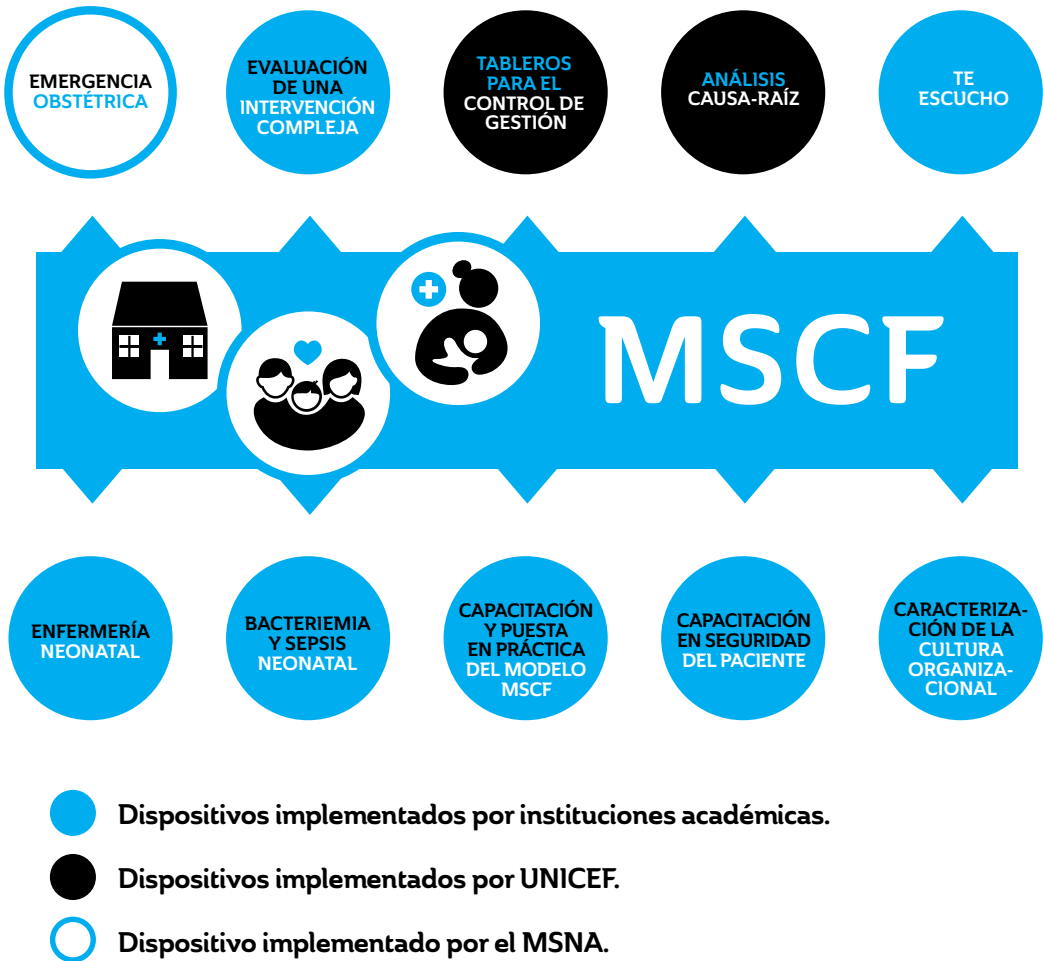 EMERGENCIA
OBSTÉTRICA
EVALUACIÓN
DE UNA
INTERVENCIÓN
COMPLEJA
TABLEROS
PARA EL
CONTROL DE
GESTIÓN
ANÁLISIS
CAUSA-RAÍZ
TE
ESCUCHO
MSCF
ENFERMERÍA
NEONATAL
BACTERIEMIA
Y SEPSIS
NEONATAL
CAPACITACIÓN
Y PUESTA
EN PRÁCTICA
DEL MODELO
MSCF
CAPACITACIÓN
EN SEGURIDAD
DEL PACIENTE
CARACTERIZA-
CIÓN DE LA
CULTURA
ORGANIZA-
CIONAL
Dispositivos implementados por instituciones académicas.
Dispositivos implementados por UNICEF.
Dispositivo implementado por el MSNA.